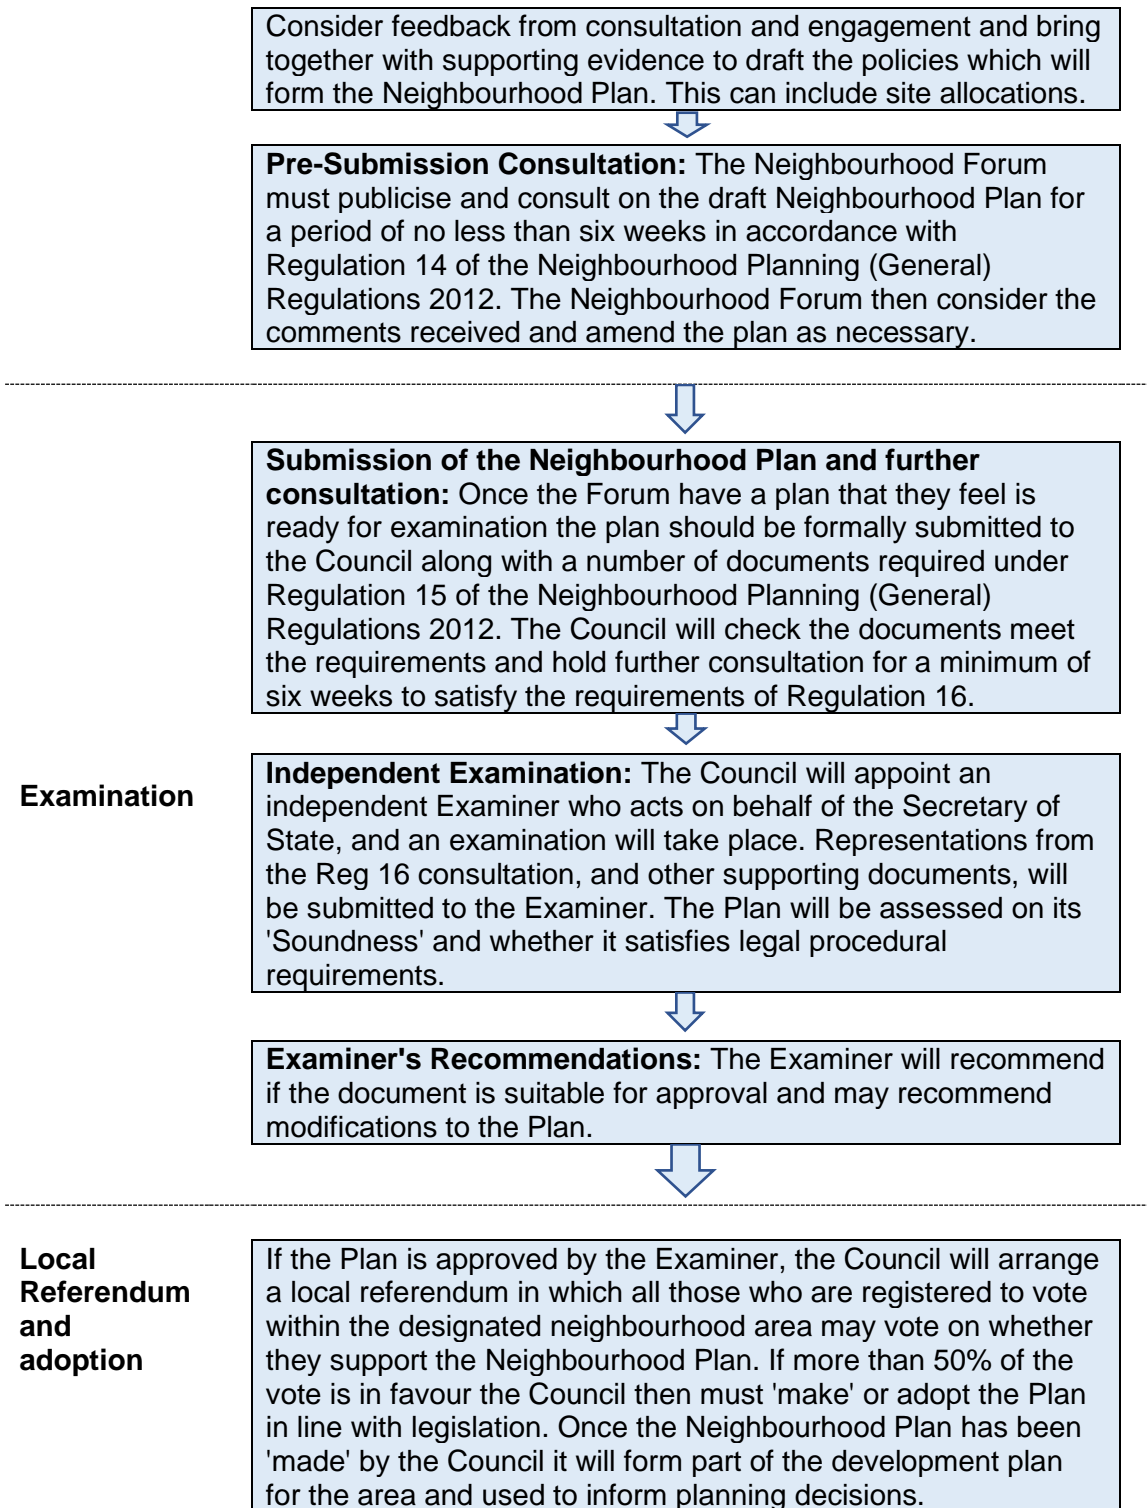 Consider feedback from consultation and engagement and bring
together with supporting evidence to draft the policies which will
form the Neighbourhood Plan. This can include site allocations.
Pre-Submission Consultation: The Neighbourhood Forum
must publicise and consult on the draft Neighbourhood Plan for
a period of no less than six weeks in accordance with
Regulation 14 of the Neighbourhood Planning (General)
Regulations 2012. The Neighbourhood Forum then consider the
comments received and amend the plan as necessary.
Submission of the Neighbourhood Plan and further
consultation: Once the Forum have a plan that they feel is
ready for examination the plan should be formally submitted to
the Council along with a number of documents required under
Regulation 15 of the Neighbourhood Planning (General)
Regulations 2012. The Council will check the documents meet
the requirements and hold further consultation for a minimum of
six weeks to satisfy the requirements of Regulation 16.
Examination
Independent Examination: The Council will appoint an
independent Examiner who acts on behalf of the Secretary of
State, and an examination will take place. Representations from
the Reg 16 consultation, and other supporting documents, will
be submitted to the Examiner. The Plan will be assessed on its
'Soundness' and whether it satisfies legal procedural
requirements.
Examiner's Recommendations: The Examiner will recommend
if the document is suitable for approval and may recommend
modifications to the Plan.
Local
Referendum
and
adoption
If the Plan is approved by the Examiner, the Council will arrange
a local referendum in which all those who are registered to vote
within the designated neighbourhood area may vote on whether
they support the Neighbourhood Plan. If more than 50% of the
vote is in favour the Council then must 'make' or adopt the Plan
in line with legislation. Once the Neighbourhood Plan has been
'made' by the Council it will form part of the development plan
for the area and used to inform planning decisions.